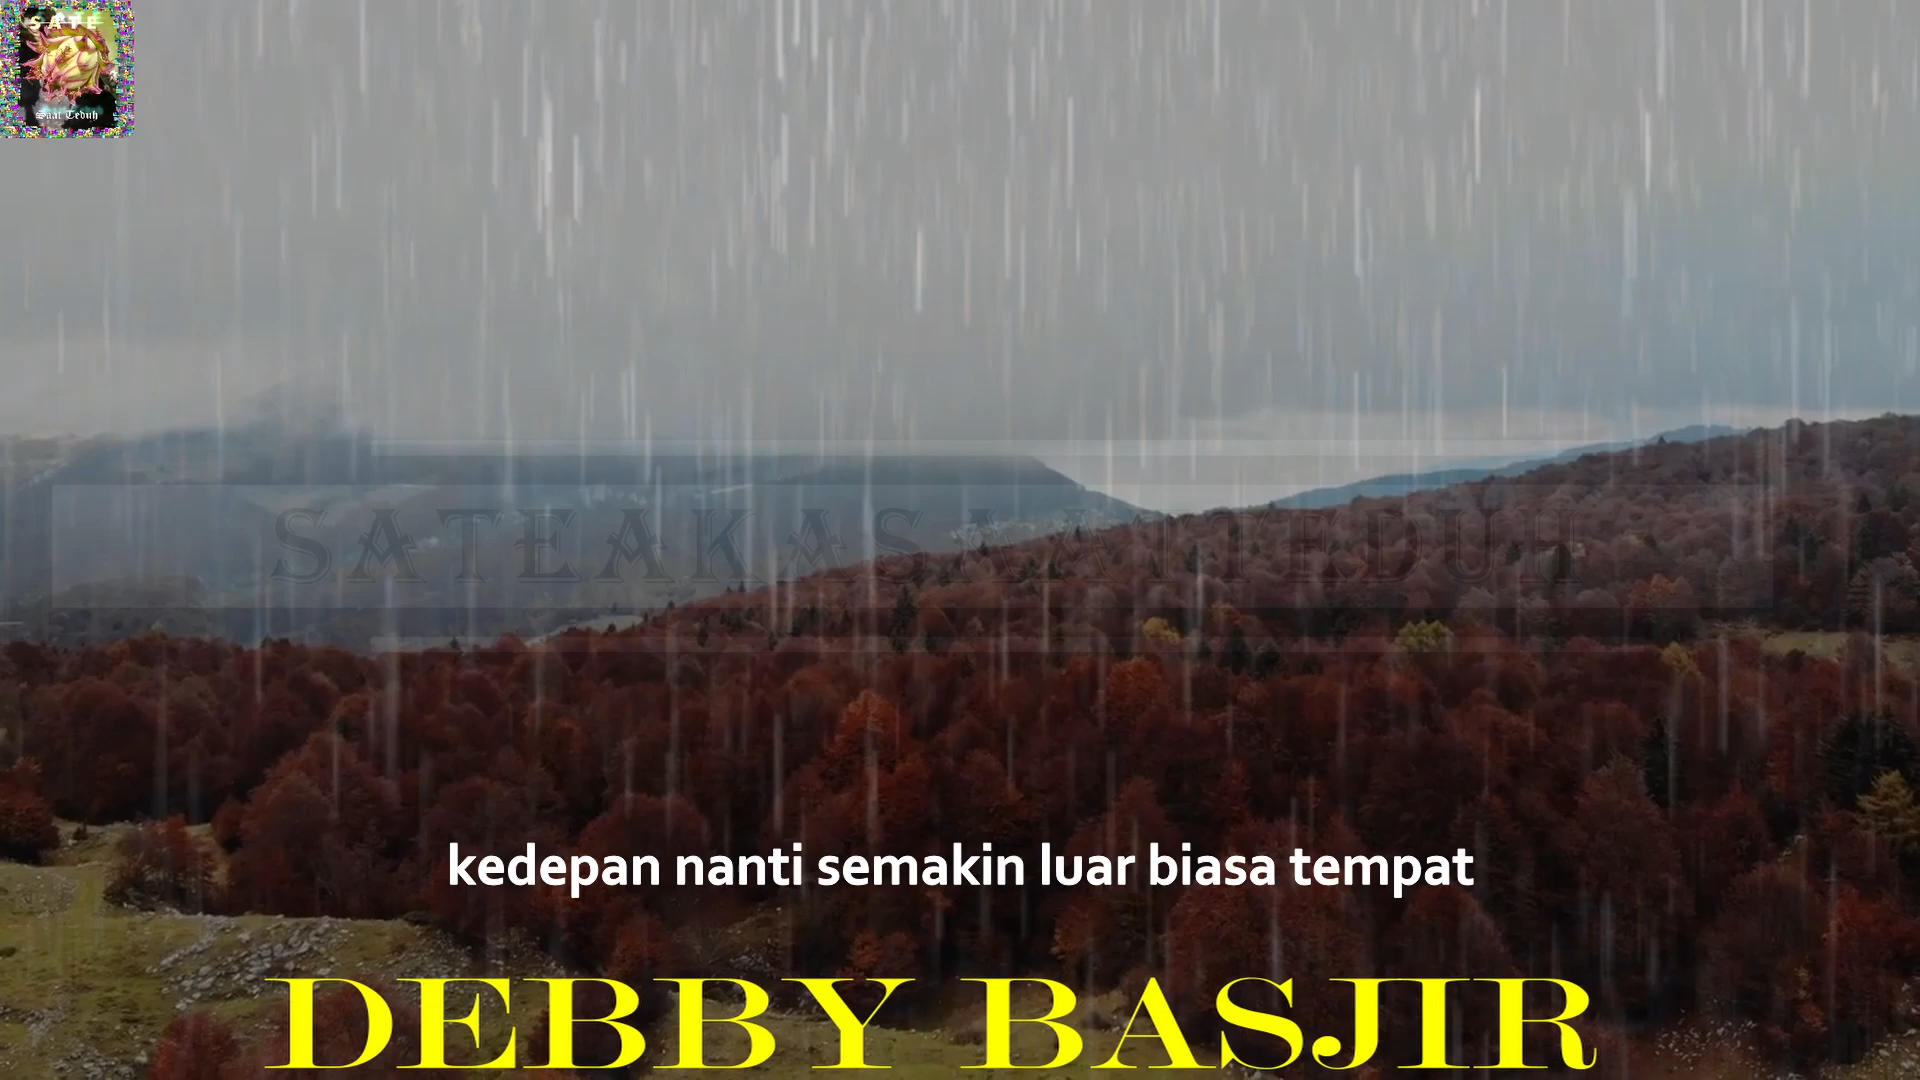 SATE
Saat Teduh
SATEAKASAATTEDUH
kedepan nanti semakin luar biasa tempat
DEBBY BASJIR